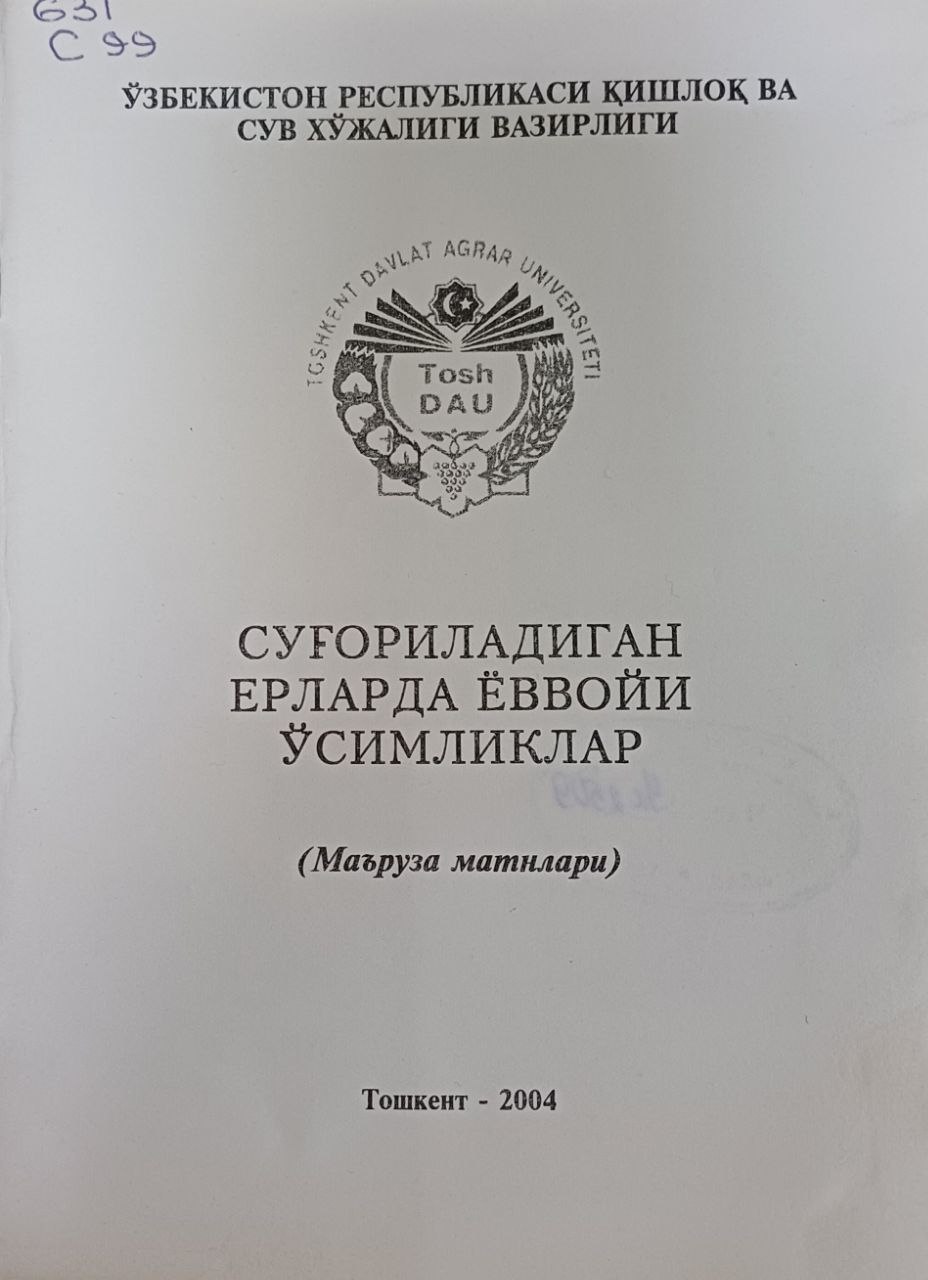 631
С 99
ЎЗБЕКИСТОН РЕСПУБЛИКАСИ ҚИШЛОҚ ВА
СУВ ХЎЖАЛИГИ ВАЗИРЛИГИ
TOSHKENT DAVLAT AGRAR UNIVERSITETI
Tosh
DAU
СУҒОРИЛАДИГАН
ЕРЛАРДА ЁВВОЙИ
ЎСИМЛИКЛАР
(Маъруза матнлари)
Тошкент - 2004